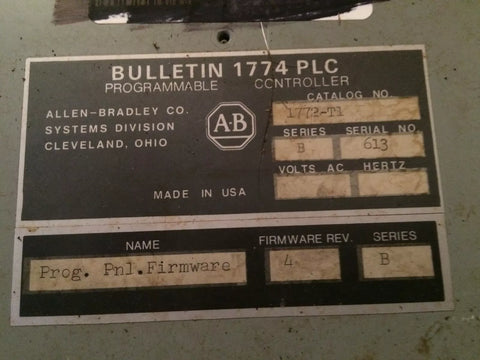 BULLETIN 1774 PLC
PROGRAMMABLE CONTROLLER
ALLEN-BRADLEY CO.
SYSTEMS DIVISION
CLEVELAND, OHIO
A·B
MADE IN USA
CATALOG NO.
1772-T1
SERIES SERIAL NO.
B 613
VOLTS AC HERTZ
NAME FIRMWARE REV. SERIES
Prog. Pnl.Firmware 4 B